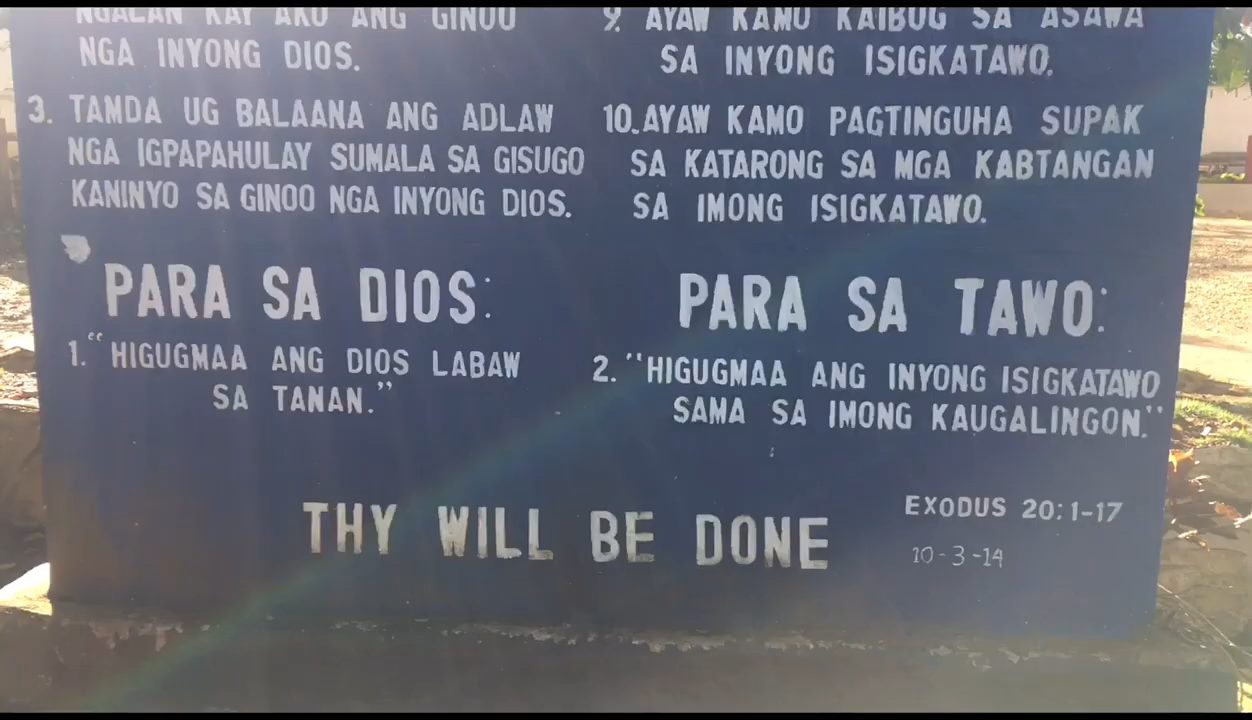 NGALAN KAY AKO ANG GINOO
NGA INYONG DIOS.
3. TAMDA UG BALAANA ANG ADLAW
NGA IGPAPAHULAY SUMALA SA GISUGO
KANINYO SA GINOO NGA INYONG DIOS.
PARA SA DIOS:
1. "HIGUGMAA ANG DIOS LABAW
SA TANAN."
9. AYAW KAMO KAIBUG SA ASAWA
SA INYONG ISIGKATAWO.
10. AYAW KAMO PAGTINGUHA SUPAK
SA KATARONG SA MGA KABTANGAN
SA IMONG ISIGKATAWO.
PARA SA TAWO:
2. "HIGUGMAA ANG INYONG ISIGKATAWO
SAMA SA IMONG KAUGALINGON."
THY WILL BE DONE
EXODUS 20:1-17
10-3-14